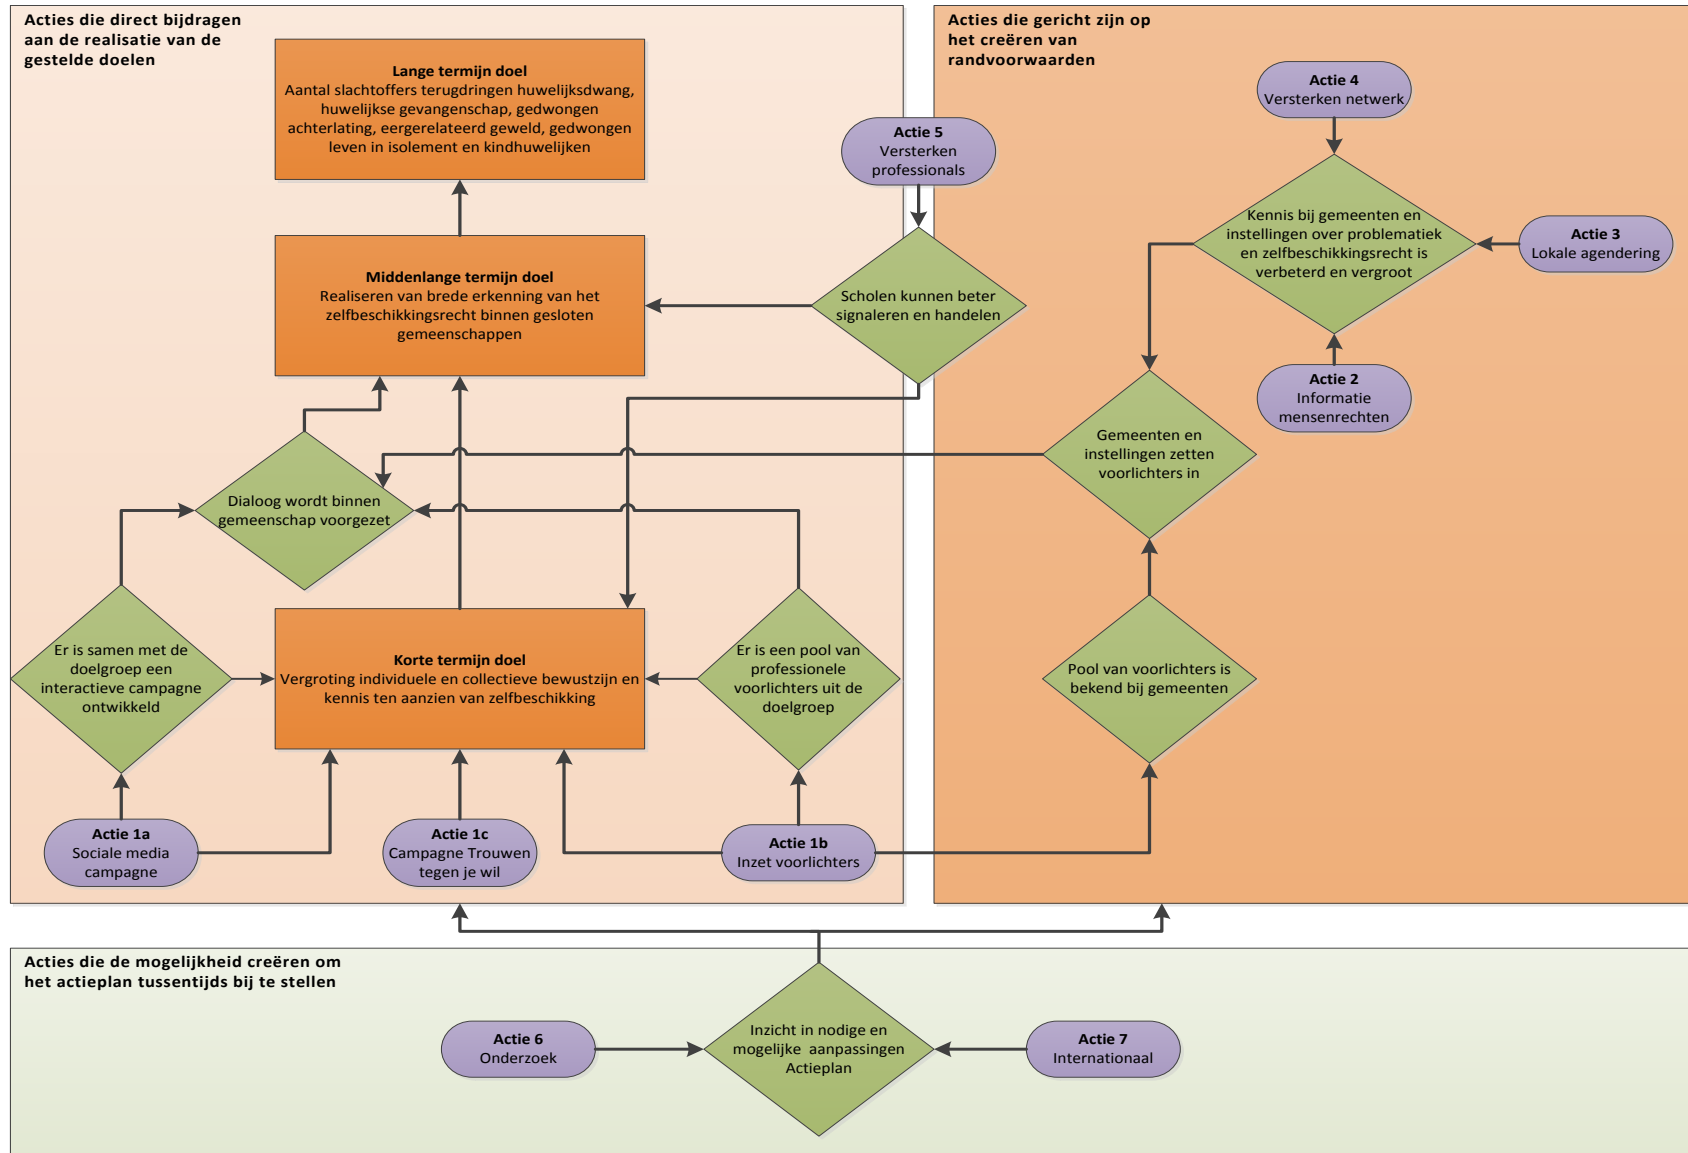 Acties die direct bijdragen
aan de realisatie van de
gestelde doelen
Lange termijn doel
Aantal slachtoffers terugdringen huwelijksdwang,
huwelijkse gevangenschap, gedwongen
achterlating, eergerelateerd geweld, gedwongen
leven in isolement en kindhuwelijken
Middenlange termijn doel
Realiseren van brede erkenning van het
zelfbeschikkingsrecht binnen gesloten
gemeenschappen
Dialoog wordt binnen
gemeenschap voorgezet
Er is samen met de
doelgroep een
interactieve campagne
ontwikkeld
Korte termijn doel
Vergroting individuele en collectieve bewustzijn en
kennis ten aanzien van zelfbeschikking
Er is een pool van
professionele
voorlichters uit de
doelgroep
Actie 1a
Sociale media
campagne
Actie 1c
Campagne Trouwen
tegen je wil
Actie 1b
Inzet voorlichters
Actie 5
Versterken
professionals
Scholen kunnen beter
signaleren en handelen
Acties die gericht zijn op
het creëren van
randvoorwaarden
Actie 4
Versterken netwerk
Kennis bij gemeenten en
instellingen over problematiek
en zelfbeschikkingsrecht is
verbeterd en vergroot
Actie 3
Lokale agendering
Actie 2
Informatie
mensenrechten
Gemeenten en
instellingen zetten
voorlichters in
Pool van voorlichters is
bekend bij gemeenten
Acties die de mogelijkheid creëren om
het actieplan tussentijds bij te stellen
Actie 6
Onderzoek
Inzicht in nodige en
mogelijke aanpassingen
Actieplan
Actie 7
Internationaal